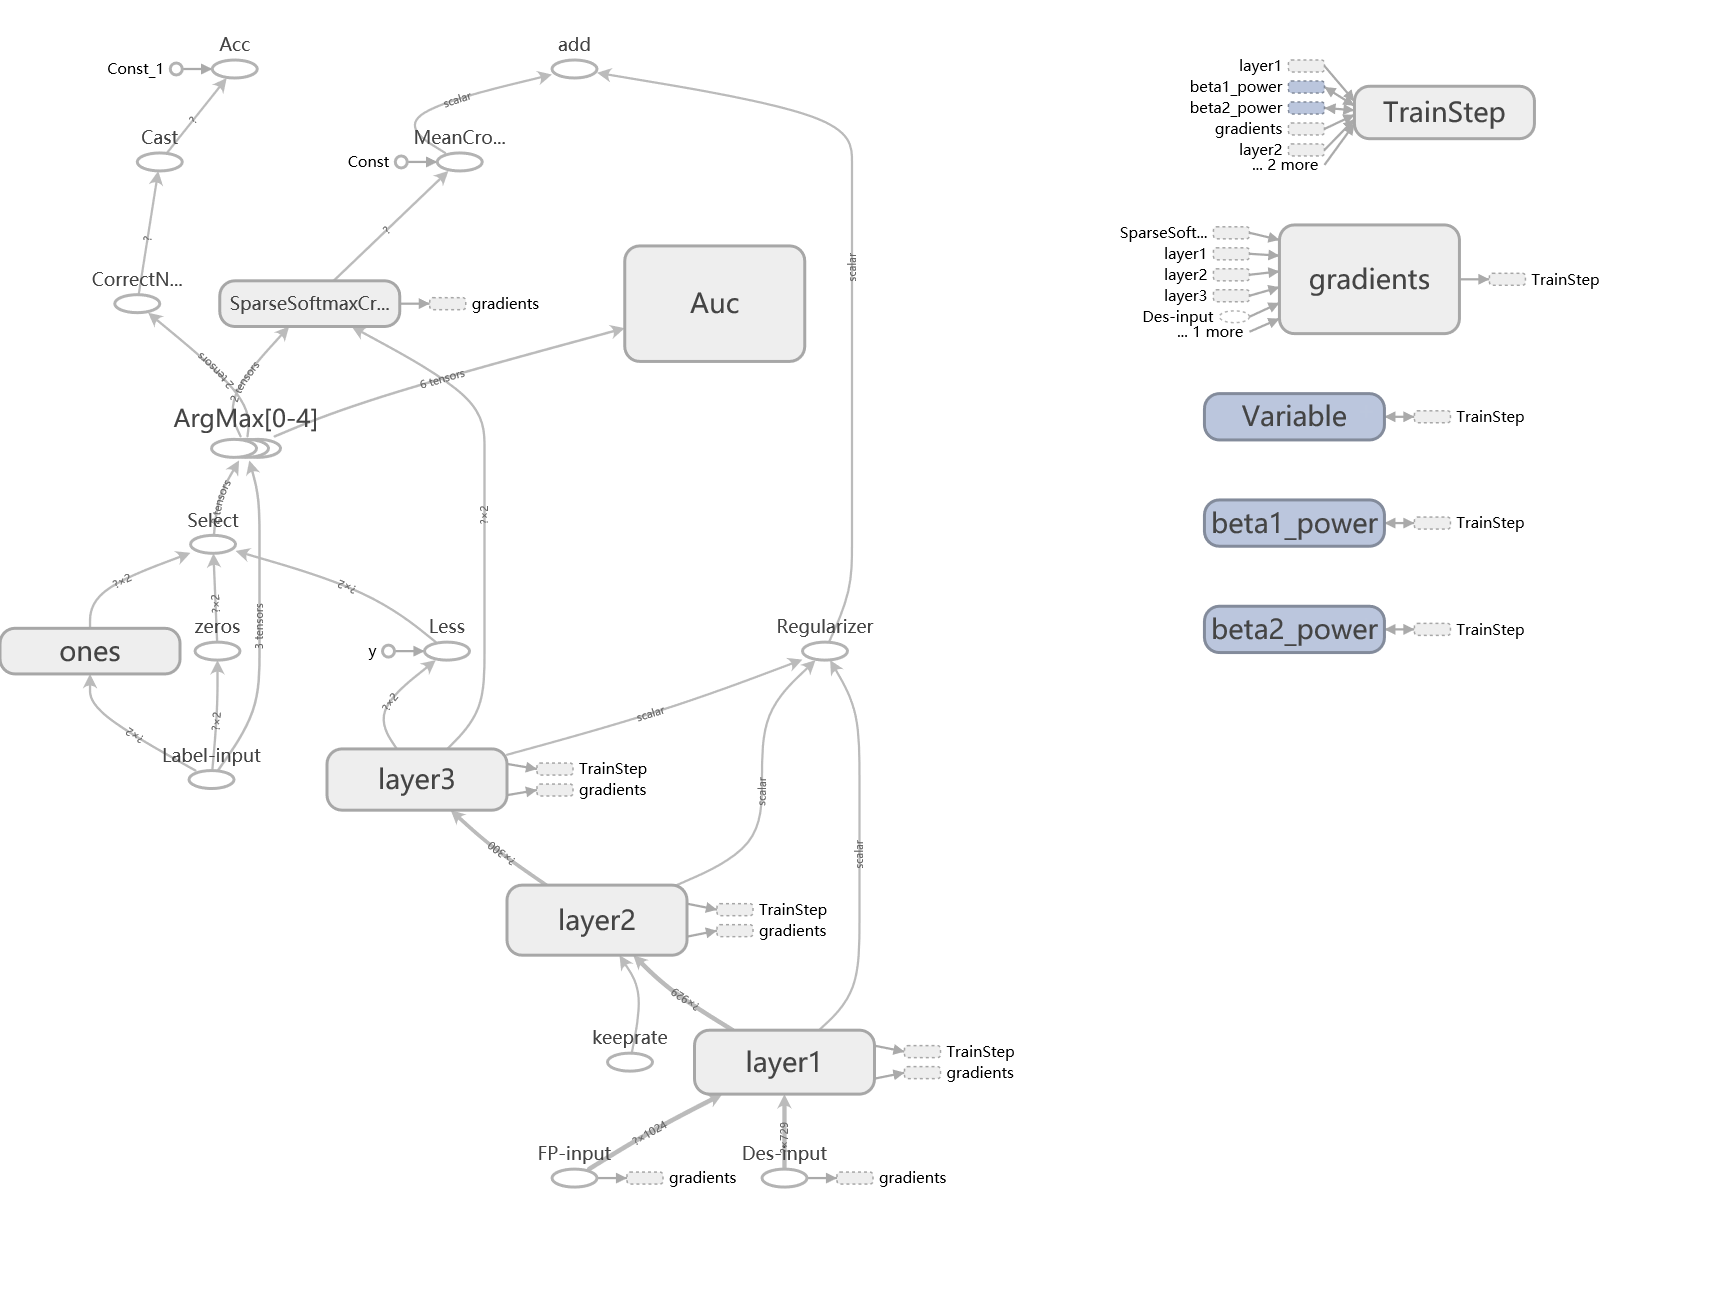 Acc
Const_1
add
scalar
?
Cast
MeanCro...
Const
?
?
CorrectN...
SparseSoftmaxCr...
gradients
Auc
scalar
2 tensors
2 tensors
6 tensors
ArgMax[0-4]
tensors
Select
?×2
?×2
?×2
?×2
ones
zeros
3 tensors
y
Less
Regularizer
?×2
?×2
?×2
scalar
Label-input
layer3
TrainStep
gradients
scalar
?×300
scalar
layer2
TrainStep
gradients
?×929
keeprate
layer1
TrainStep
gradients
?×1024
?×729
FP-input
gradients
Des-input
gradients
layer1
beta1_power
beta2_power
gradients
layer2
... 2 more
TrainStep
SparseSoft...
layer1
layer2
layer3
Des-input
... 1 more
gradients
TrainStep
Variable
TrainStep
beta1_power
TrainStep
beta2_power
TrainStep